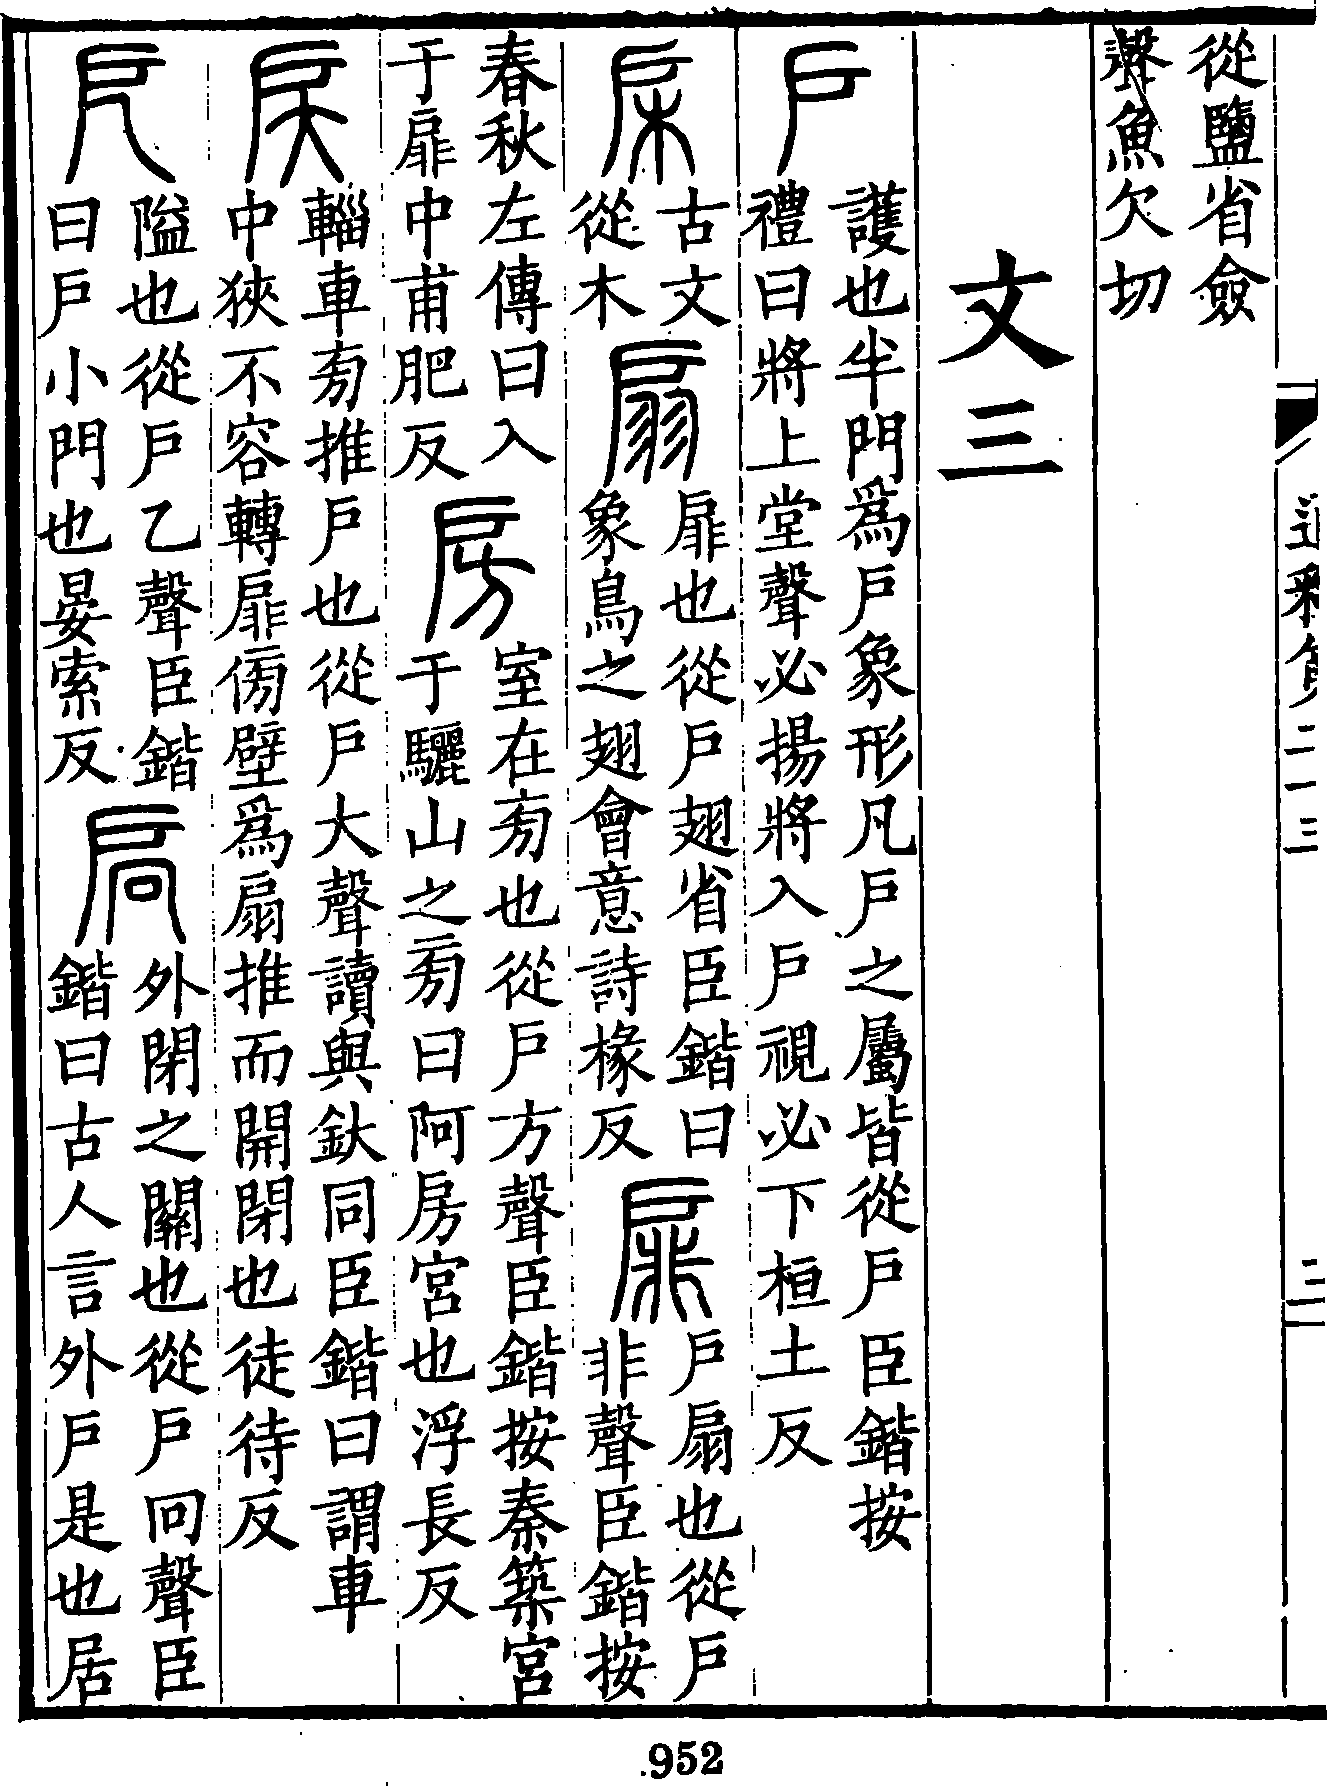 從鹽省僉
聲魚欠切
文三
戶
護也半門爲戶象形凡戶之屬皆從戶臣鍇按
禮曰將上堂聲必揚將入戶視必下桓土反
㦿
古文
從木
扇
扉也從戶翅省臣鍇曰
象鳥之翅會意詩椽反
扉
戶扇也從戶
非聲臣鍇按
春秋左傳曰入
于扉中甫肥反
房
室在㫄也從戶方聲臣鍇按秦築宮
于驪山之㫄曰阿房宮也浮長反
戾
輜車㫄推戶也從戶大聲讀與釱同臣鍇曰謂車
中狹不容轉扉傍壁爲扇推而開閉也徒待反
戹
隘也從戶乙聲臣鍇
曰戶小門也晏索反
扃
外閉之關也從戶冋聲臣
鍇曰古人言外戶是也居
通釋弟二十三
二
952